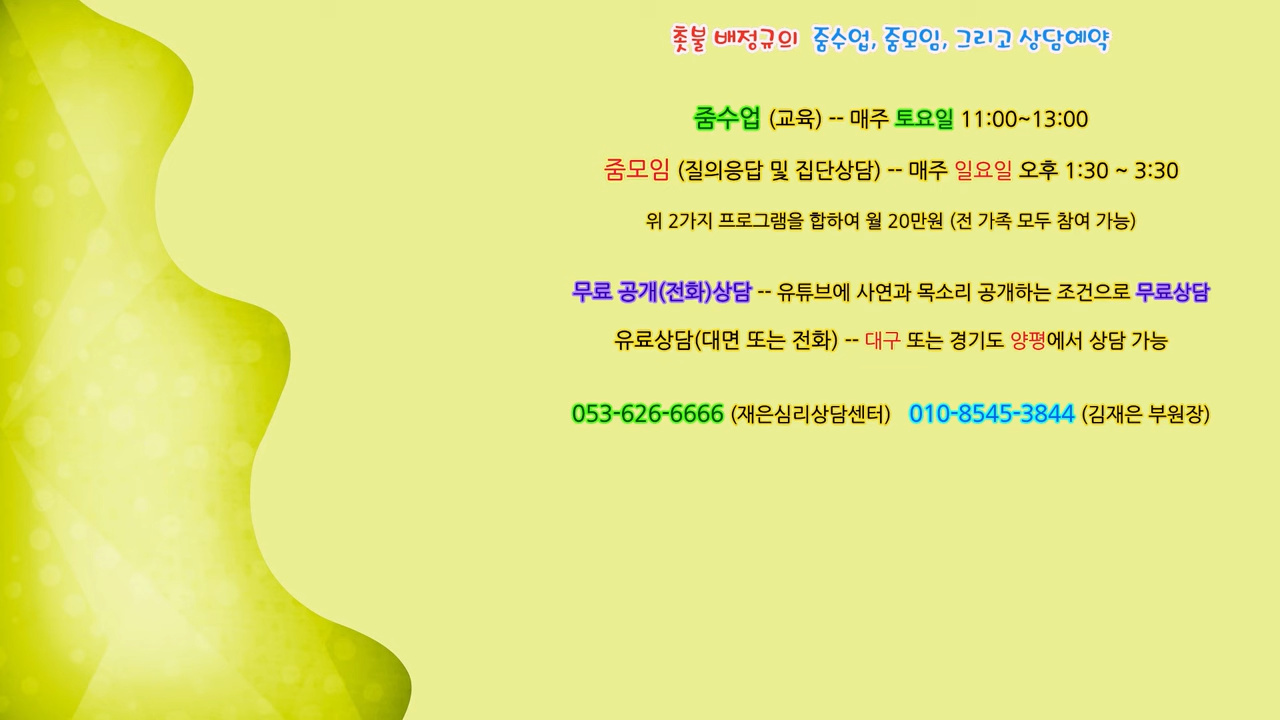 촛불 배정규의 줌수업, 줌모임, 그리고 상담예약
줌수업 (교육) -- 매주 토요일 11:00~13:00
줌모임 (질의응답 및 집단상담) -- 매주 일요일 오후 1:30 ~ 3:30
위 2가지 프로그램을 합하여 월 20만원 (전 가족 모두 참여 가능)
무료 공개(전화)상담 -- 유튜브에 사연과 목소리 공개하는 조건으로 무료상담
유료상담(대면 또는 전화) -- 대구 또는 경기도 양평에서 상담 가능
053-626-6666 (재은심리상담센터) 010-8545-3844 (김재은 부원장)